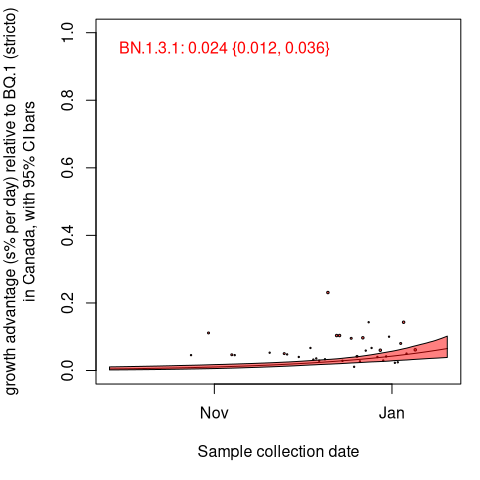 growth advantage (s% per day) relative to BQ.1 (stricto)
in Canada, with 95% CI bars
1.0
0.8
0.6
0.4
0.2
0.0
BN.1.3.1: 0.024 {0.012, 0.036}
Nov
Jan
Sample collection date